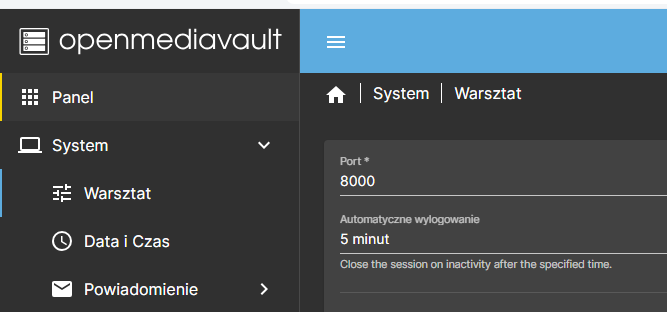 openmediavault
Panel
System
Warsztat
Data i Czas
Powiadomienie
System | Warsztat
Port *
8000
Automatyczne wylogowanie
5 minut
Close the session on inactivity after the specified time.